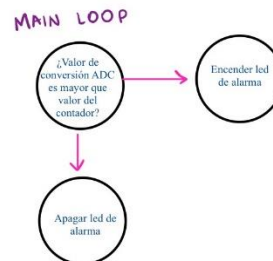 MAIN LOOP
¿Valor de
conversión ADC
es mayor que
valor del
contador?
Encender led
de alarma
Apagar led de
alarma